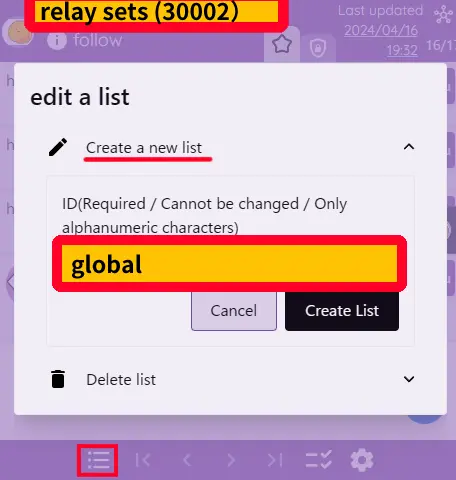 relay sets (30002)
Last updated
follow
2024/04/16
19:32
16/1
edit a list
Create a new list
ID(Required / Cannot be changed / Only
alphanumeric characters)
global
Cancel
Create List
Delete list